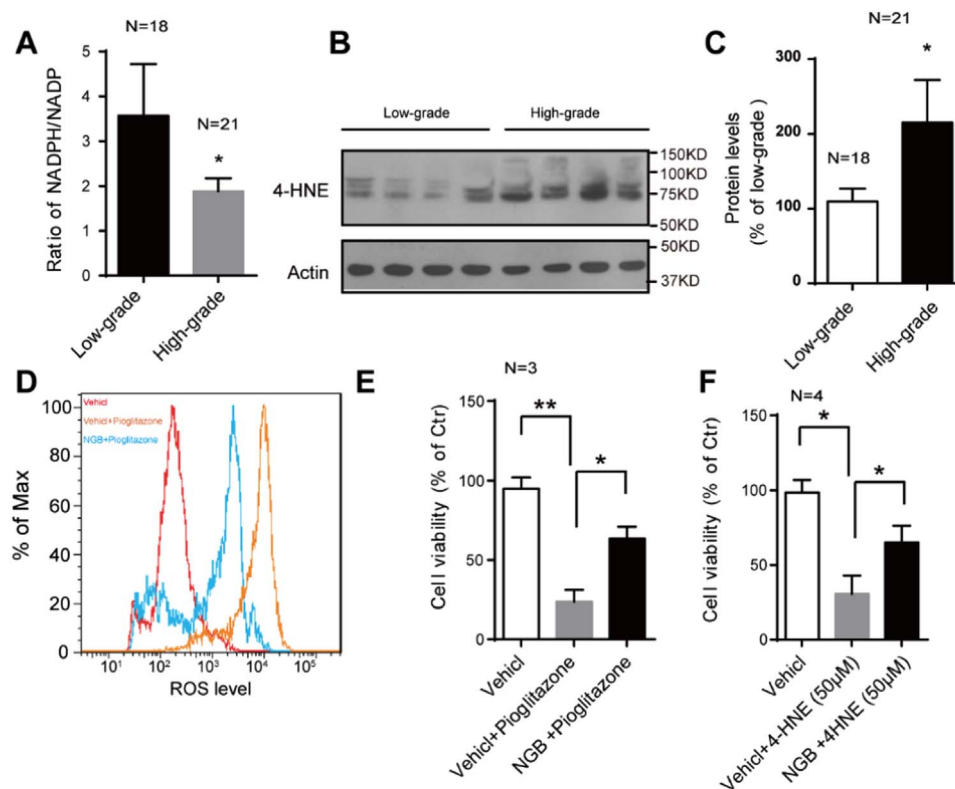 A
N=18
5
4
3
2
1
0
Ratio of NADPH/NADP
N=21
*
Low-grade
High-grade
B
Low-grade
High-grade
4-HNE
150KD
100KD
75KD
50KD
Actin
50KD
37KD
C
N=21
*
300
200
100
0
Protein levels
(% of low-grade )
N=18
Low-grade
High-grade
D
100
80
60
40
20
0
% of Max
Vehicl
Vehicl+Pioglitazone
NGB+Pioglitazone
10¹ 10² 10³ 10⁴ 10⁵
ROS level
E
N=3
150
100
50
0
Cell viability (% of Ctr)
**
*
Vehicl
Vehicl+Pioglitazone
NGB +Pioglitazone
F
N=4
150
100
50
0
Cell viability (% of Ctr)
*
*
Vehicl
Vehicl+4-HNE (50μM)
NGB +4HNE (50μM)